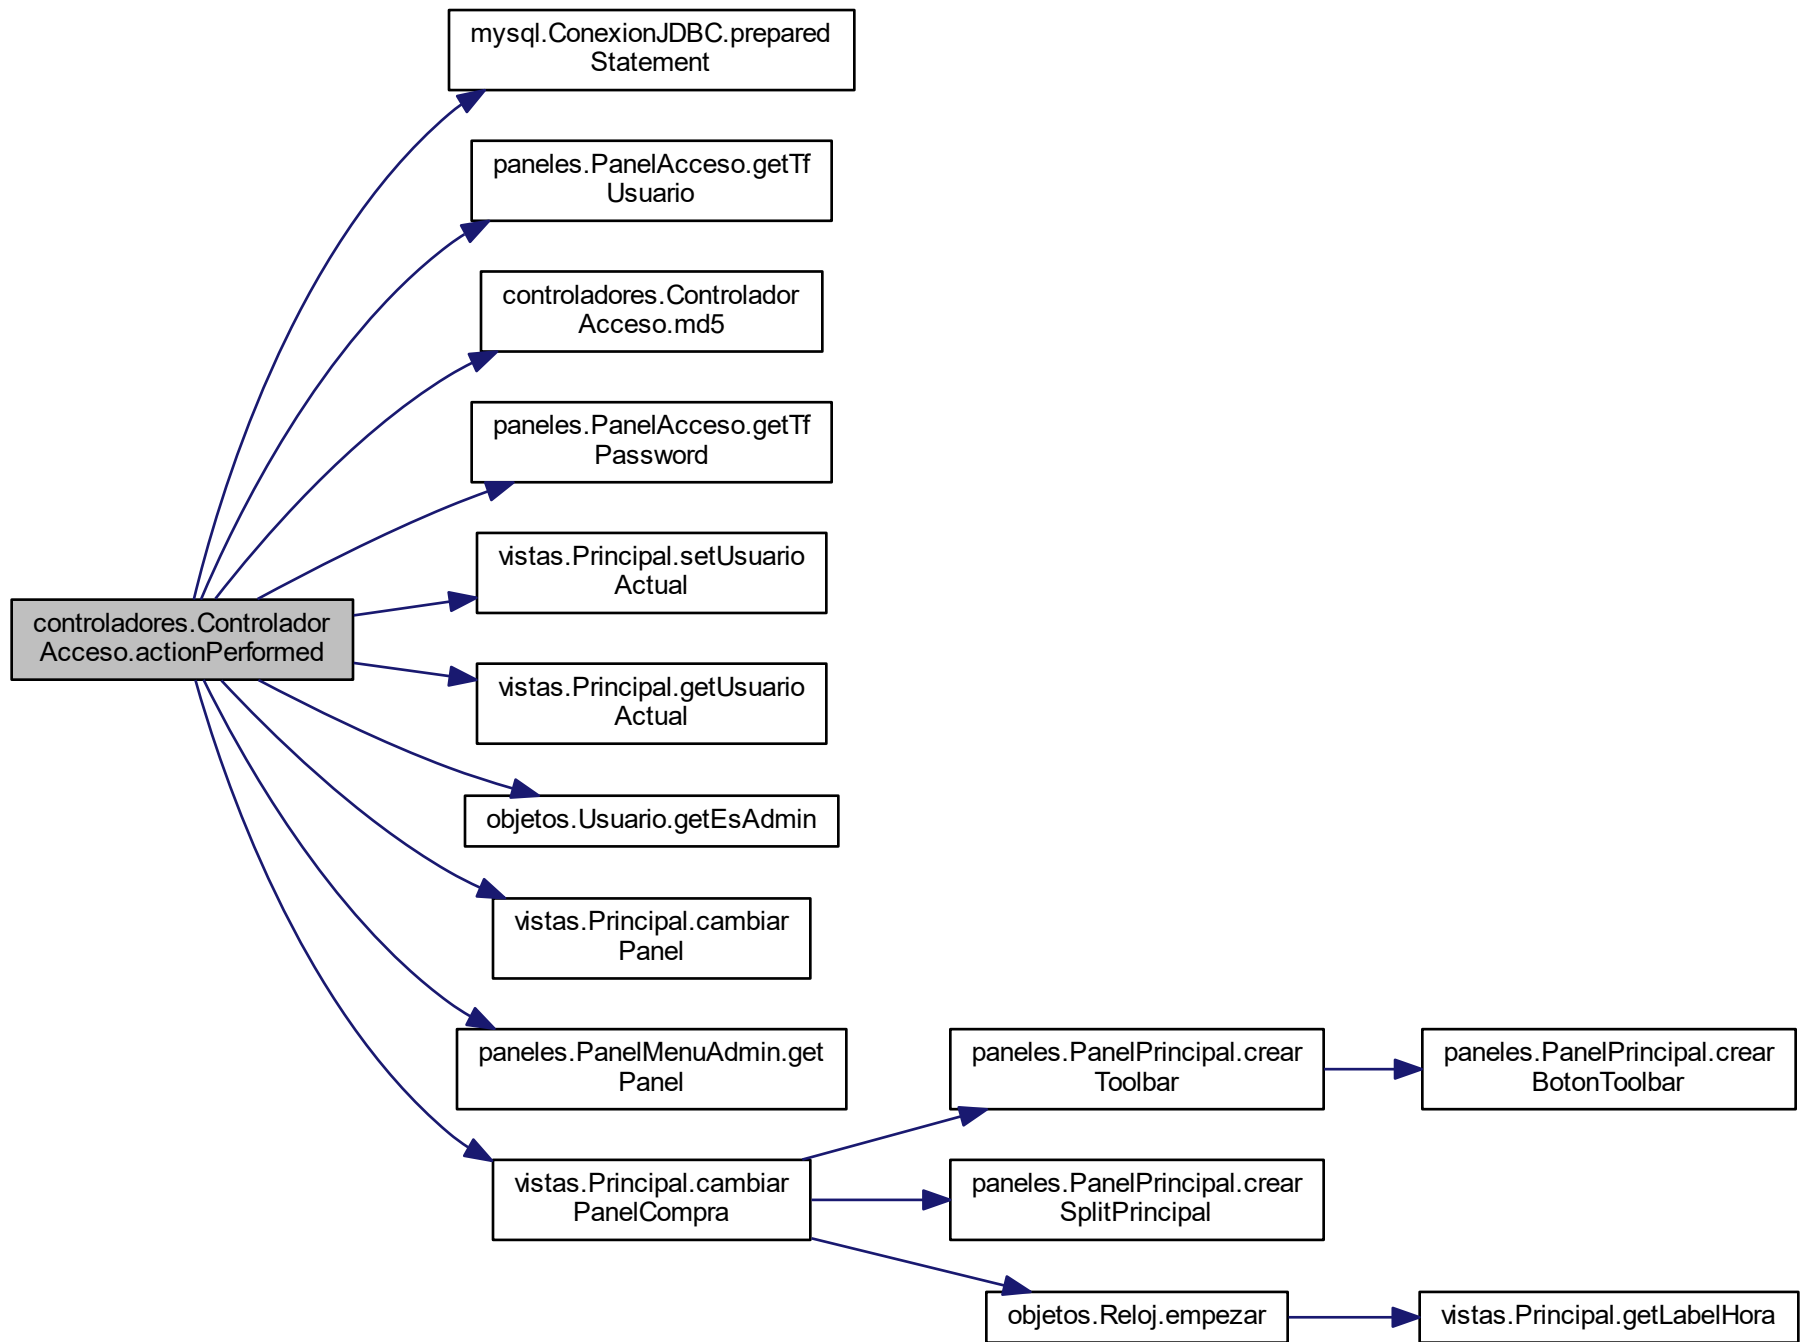 mysql.ConexionJDBC.prepared
Statement
paneles.PanelAcceso.getTf
Usuario
controladores.Controlador
Acceso.md5
paneles.PanelAcceso.getTf
Password
vistas.Principal.setUsuario
Actual
controladores.Controlador
Acceso.actionPerformed
vistas.Principal.getUsuario
Actual
objetos.Usuario.getEsAdmin
vistas.Principal.cambiar
Panel
paneles.PanelMenuAdmin.get
Panel
paneles.PanelPrincipal.crear
Toolbar
paneles.PanelPrincipal.crear
BotonToolbar
vistas.Principal.cambiar
PanelCompra
paneles.PanelPrincipal.crear
SplitPrincipal
objetos.Reloj.empezar
vistas.Principal.getLabelHora